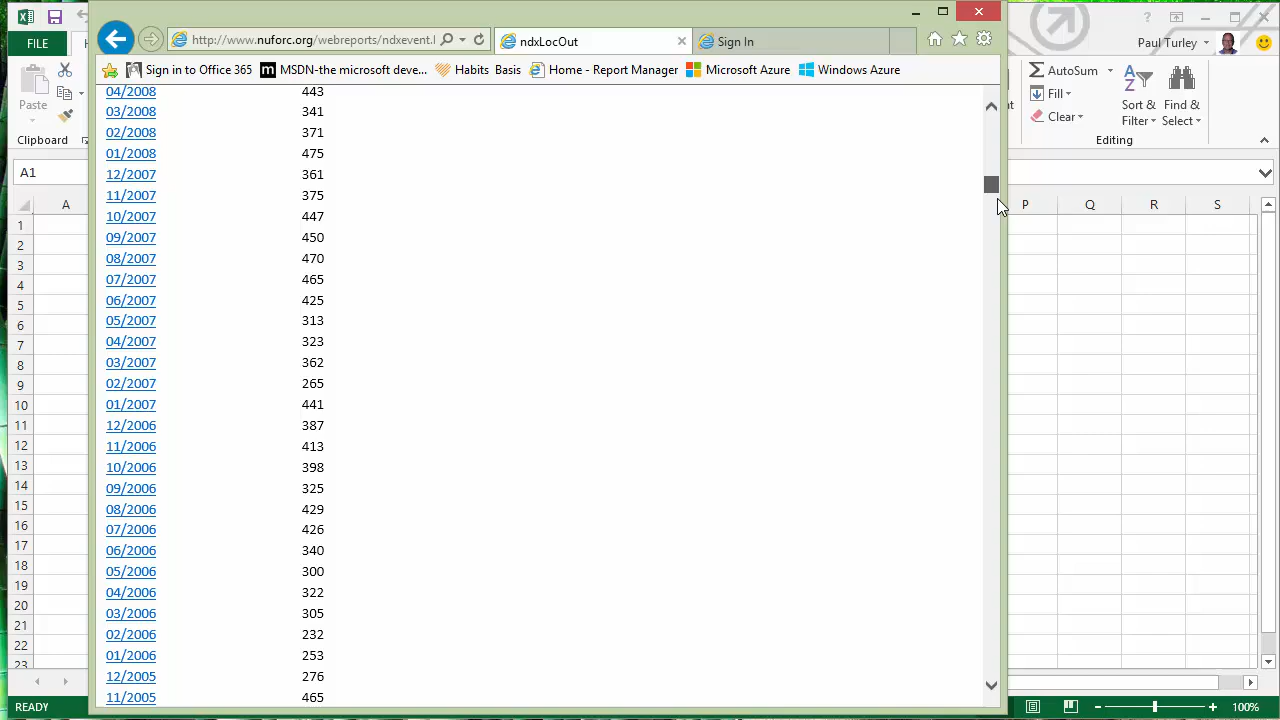 http://www.nuforc.org/webreports/ndxevent.l
ndxLocOut
Sign In
FILE
Paul Turley
Sign in to Office 365
MSDN the microsoft deve...
Habits Basis
Home - Report Manager
Microsoft Azure
Windows Azure
Paste
Clipboard
AutoSum
Fill
Clear
Sort &
Filter
Find &
Select
Editing
A1
A
P Q R S
1
2
3
4
5
6
7
8
9
10
11
12
13
14
15
16
17
18
19
20
21
22
23
04/2008 443
03/2008 341
02/2008 371
01/2008 475
12/2007 361
11/2007 375
10/2007 447
09/2007 450
08/2007 470
07/2007 465
06/2007 425
05/2007 313
04/2007 323
03/2007 362
02/2007 265
01/2007 441
12/2006 387
11/2006 413
10/2006 398
09/2006 325
08/2006 429
07/2006 426
06/2006 340
05/2006 300
04/2006 322
03/2006 305
02/2006 232
01/2006 253
12/2005 276
11/2005 465
READY
100%